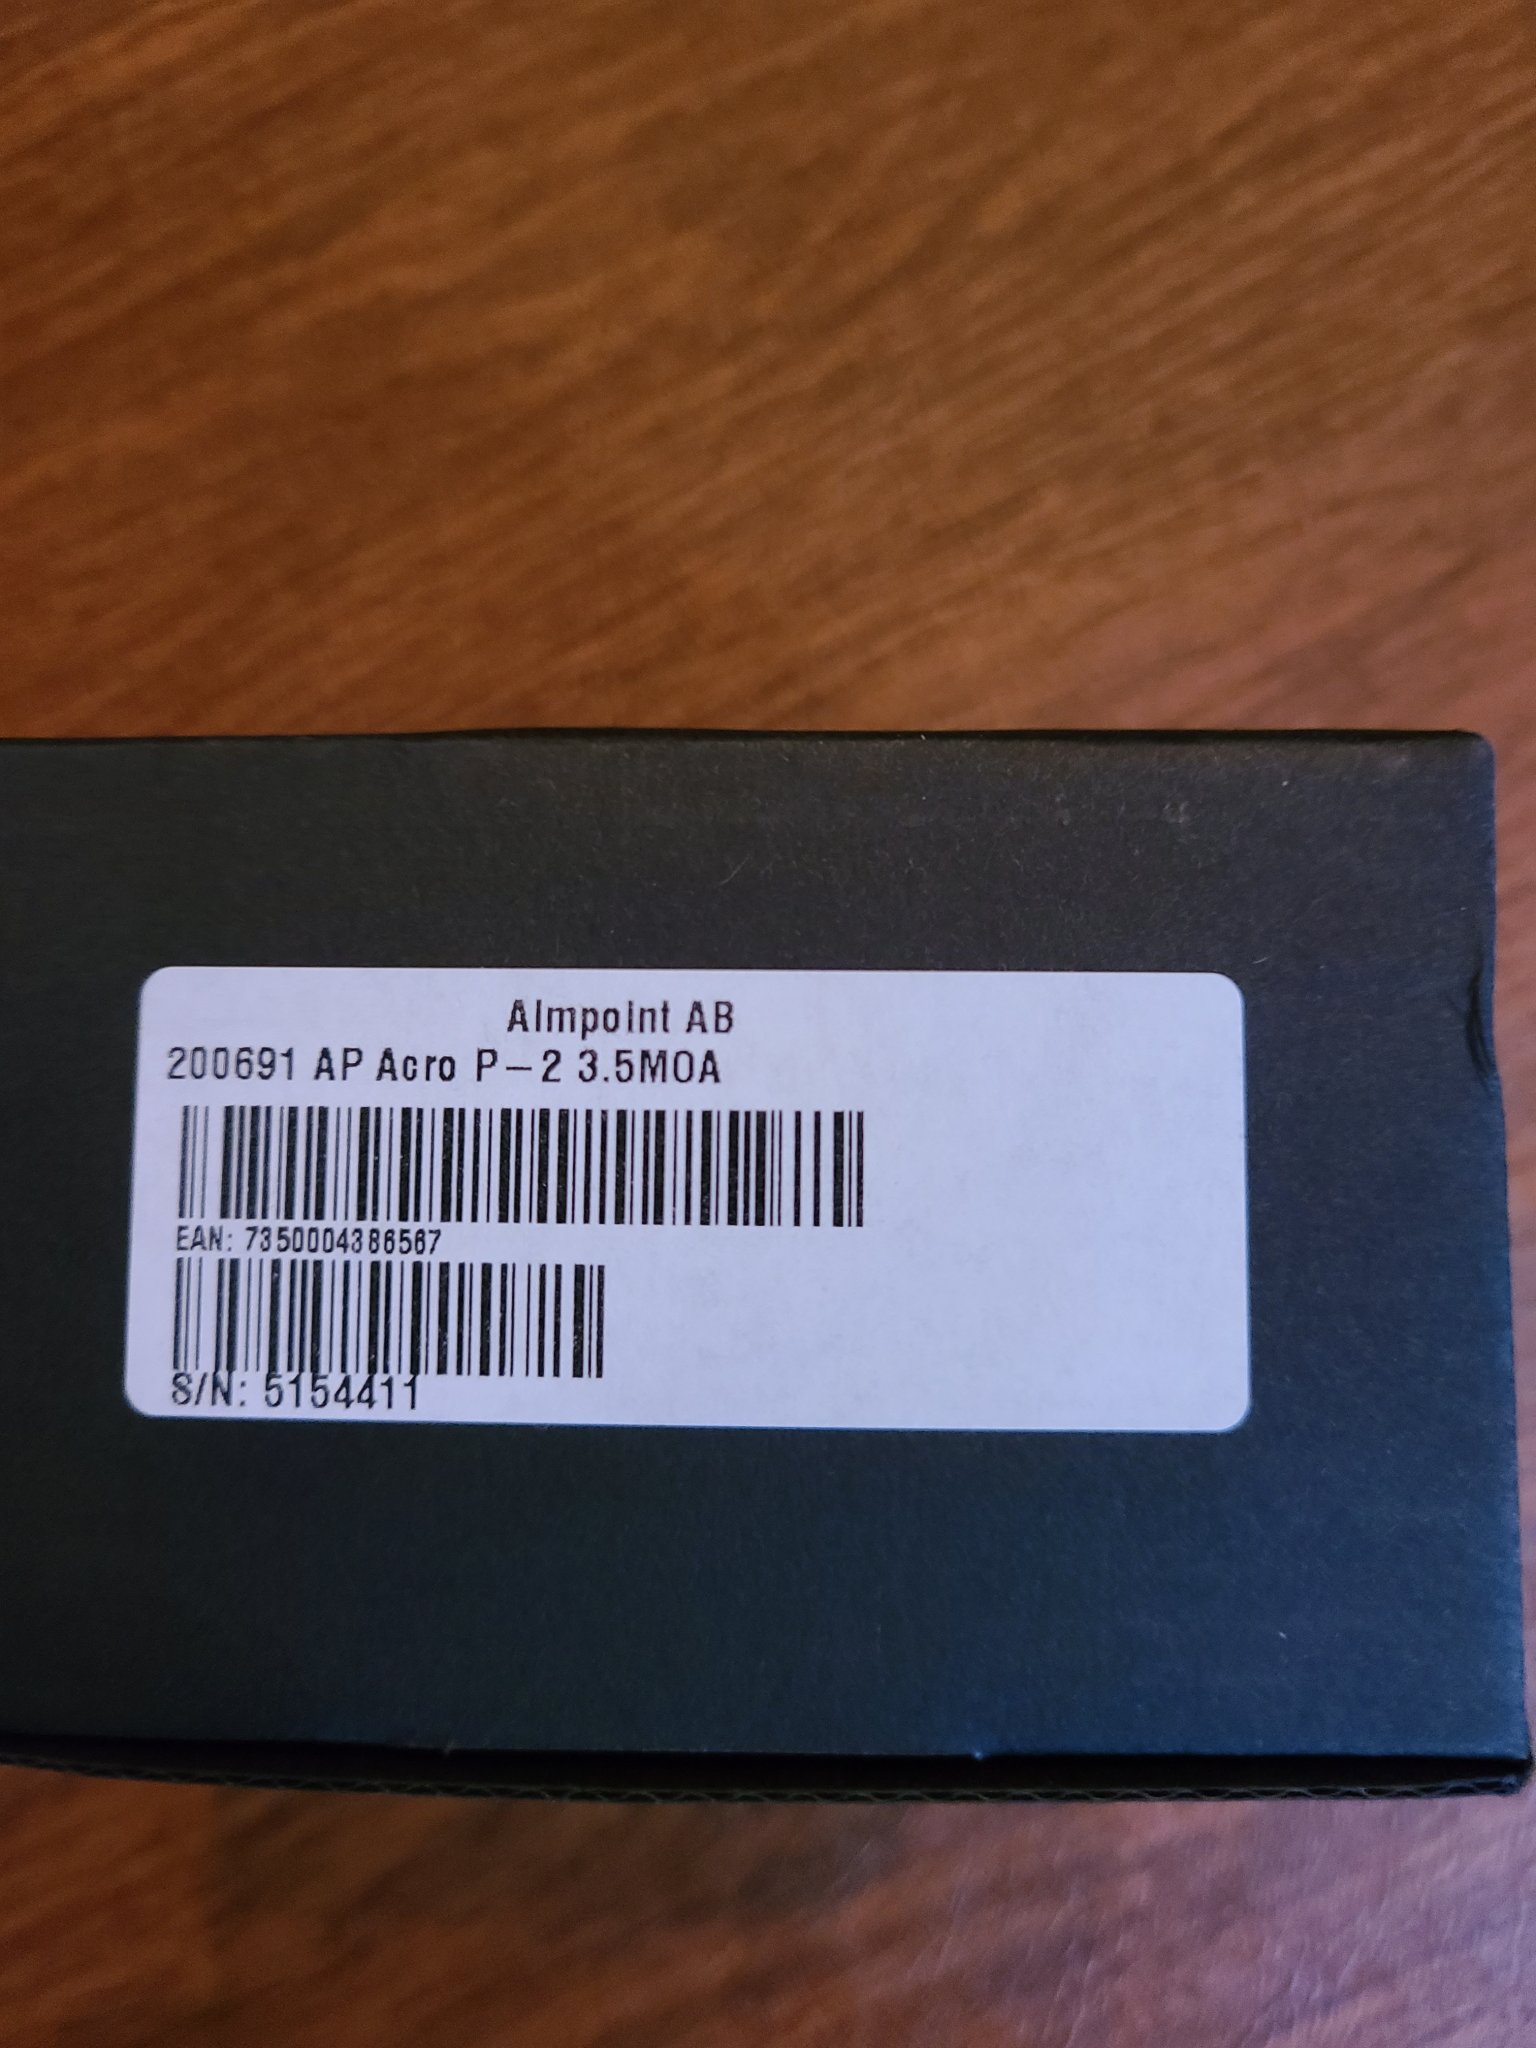 Aimpoint AB
200691 AP Acro P-2 3.5MOA
EAN: 7350004386567
S/N: 5154411